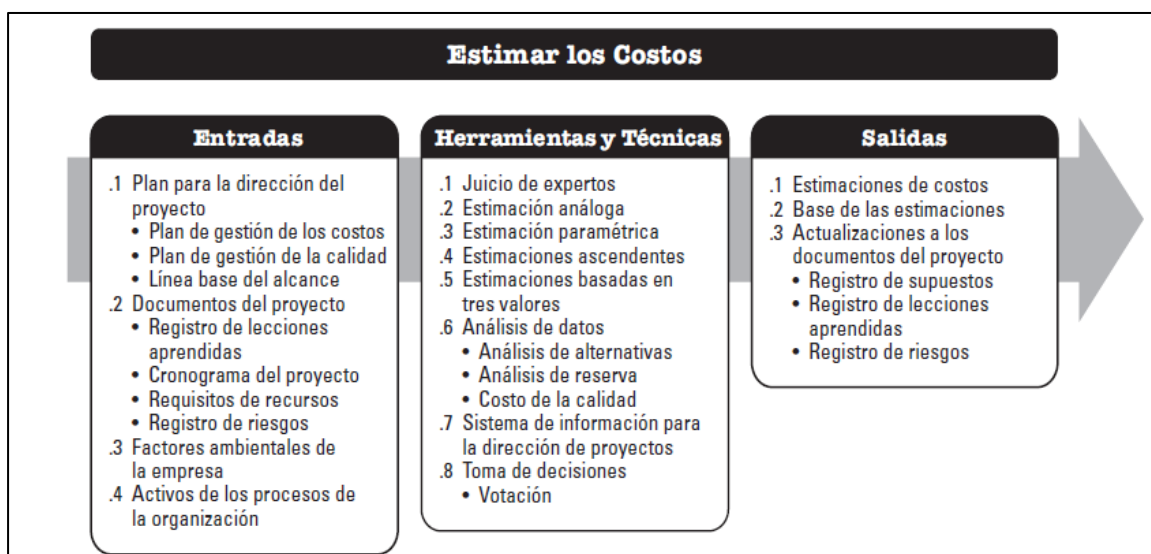 Estimar los Costos
Entradas
.1 Plan para la dirección del
proyecto
• Plan de gestión de los costos
• Plan de gestión de la calidad
• Línea base del alcance
.2 Documentos del proyecto
• Registro de lecciones
aprendidas
• Cronograma del proyecto
• Requisitos de recursos
• Registro de riesgos
.3 Factores ambientales de
la empresa
.4 Activos de los procesos de
la organización
Herramientas y Técnicas
.1 Juicio de expertos
.2 Estimación análoga
.3 Estimación paramétrica
.4 Estimaciones ascendentes
.5 Estimaciones basadas en
tres valores
.6 Análisis de datos
• Análisis de alternativas
• Análisis de reserva
• Costo de la calidad
.7 Sistema de información para
la dirección de proyectos
.8 Toma de decisiones
• Votación
Salidas
.1 Estimaciones de costos
.2 Base de las estimaciones
.3 Actualizaciones a los
documentos del proyecto
• Registro de supuestos
• Registro de lecciones
aprendidas
• Registro de riesgos